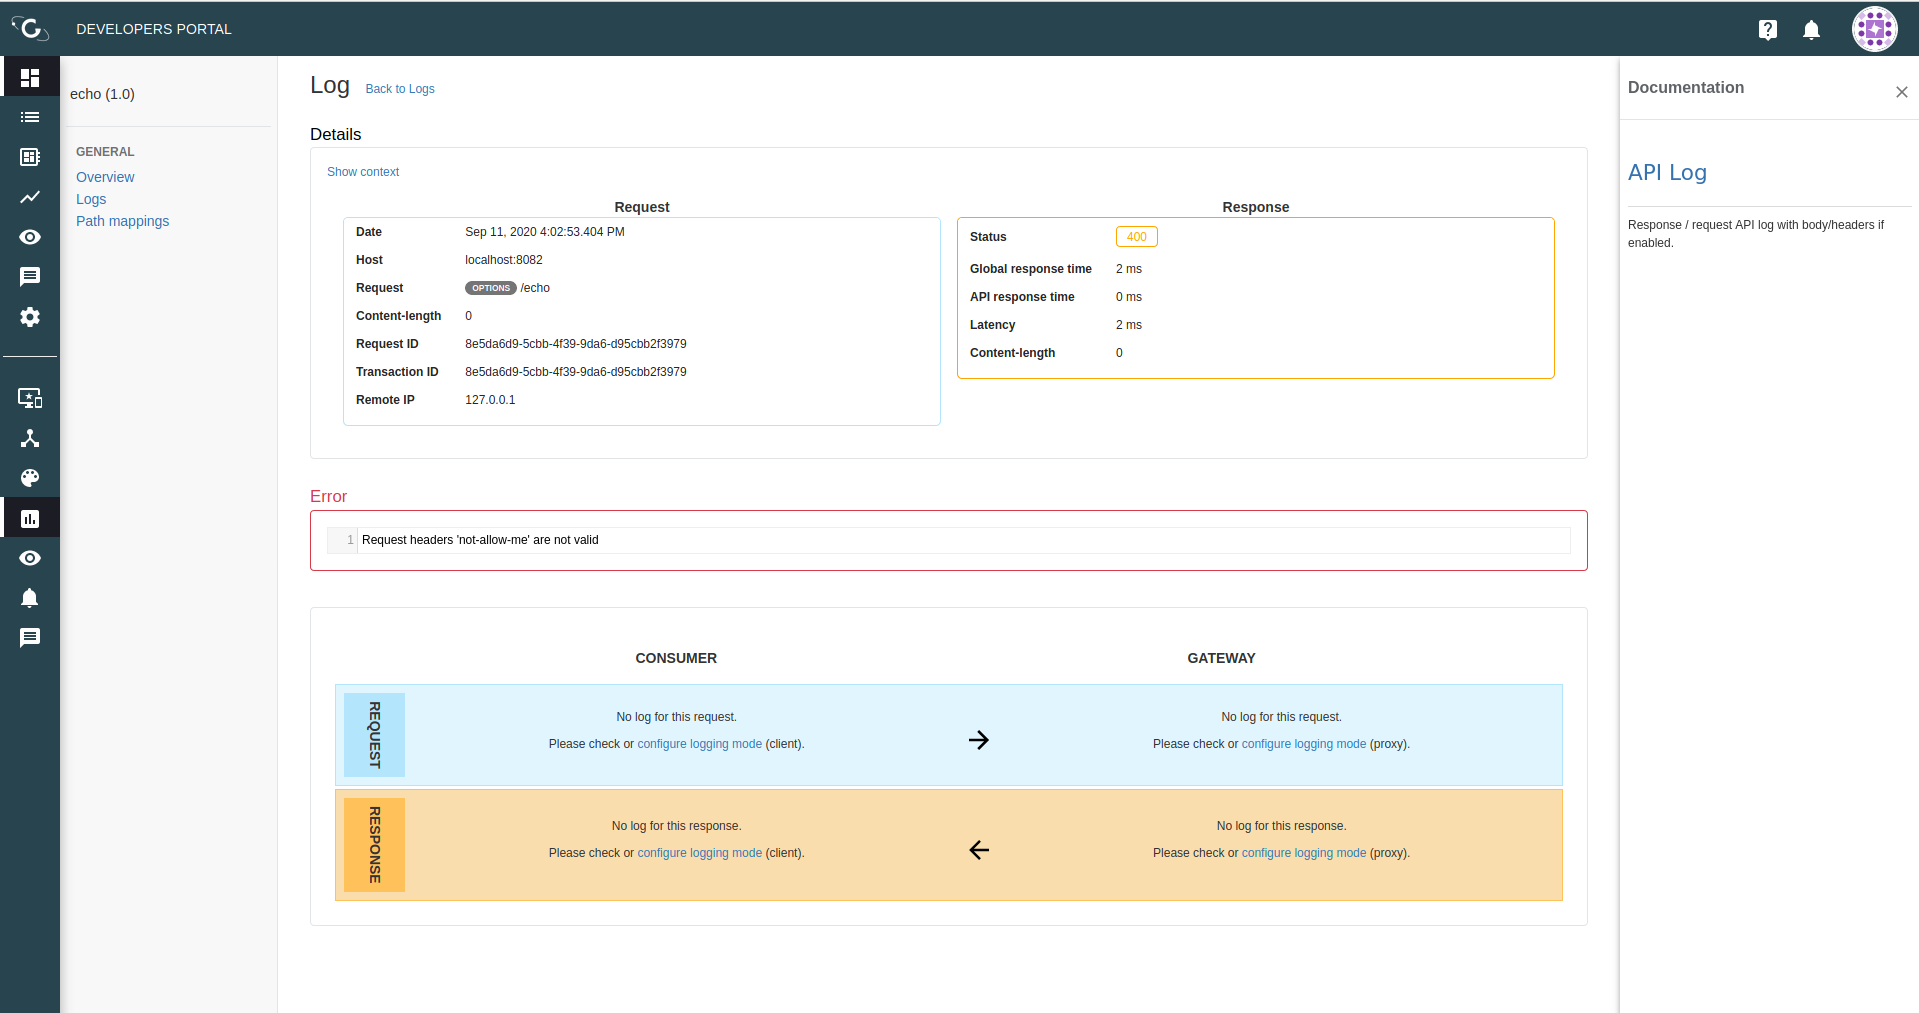 DEVELOPERS PORTAL
echo (1.0)
GENERAL
Overview
Logs
Path mappings
Log Back to Logs
Details
Show context
Request
Date Sep 11, 2020 4:02:53.404 PM
Host localhost:8082
Request OPTIONS /echo
Content-length 0
Request ID 8e5da6d9-5cbb-4f39-9da6-d95cbb2f3979
Transaction ID 8e5da6d9-5cbb-4f39-9da6-d95cbb2f3979
Remote IP 127.0.0.1
Response
Status 400
Global response time 2 ms
API response time 0 ms
Latency 2 ms
Content-length 0
Error
1 Request headers 'not-allow-me' are not valid
CONSUMER GATEWAY
REQUEST
No log for this request.
Please check or configure logging mode (client).
No log for this request.
Please check or configure logging mode (proxy).
RESPONSE
No log for this response.
Please check or configure logging mode (client).
No log for this response.
Please check or configure logging mode (proxy).
Documentation
API Log
Response / request API log with body/headers if
enabled.